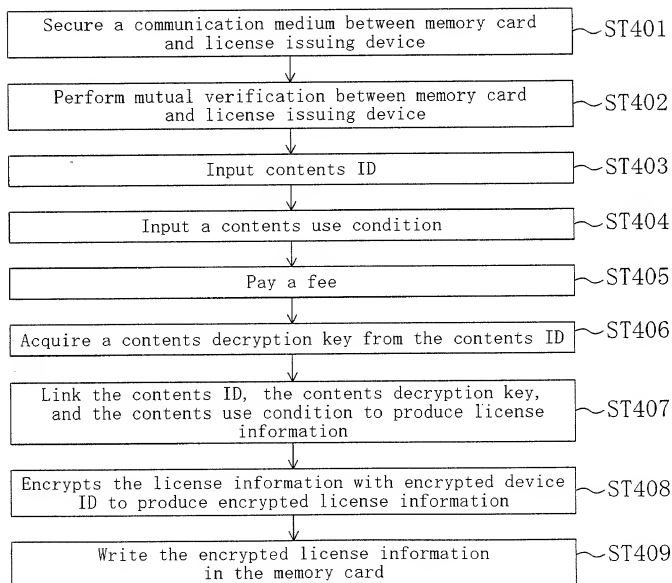 Secure a communication medium between memory card
and license issuing device
ST401
Perform mutual verification between memory card
and license issuing device
ST402
Input contents ID
ST403
Input a contents use condition
ST404
Pay a fee
ST405
Acquire a contents decryption key from the contents ID
ST406
Link the contents ID, the contents decryption key,
and the contents use condition to produce license
information
ST407
Encrypts the license information with encrypted device
ID to produce encrypted license information
ST408
Write the encrypted license information
in the memory card
ST409